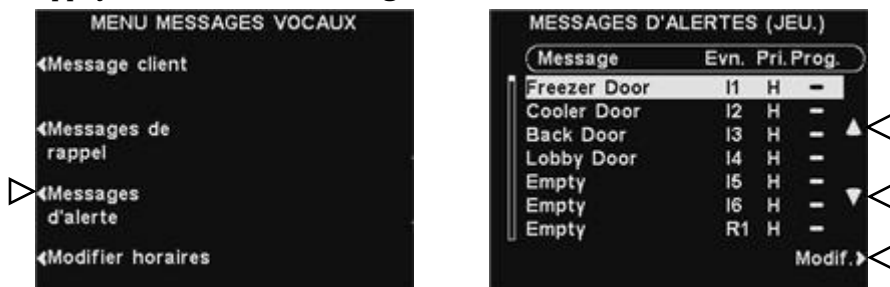 MENU MESSAGES VOCAUX
Message client
Messages de
rappel
Messages
d'alerte
Modifier horaires
MESSAGES D'ALERTES (JEU.)
Message Evn. Pri. Prog.
Freezer Door I1 H –
Cooler Door I2 H –
Back Door I3 H –
Lobby Door I4 H –
Empty I5 H –
Empty I6 H –
Empty R1 H –
Modif.